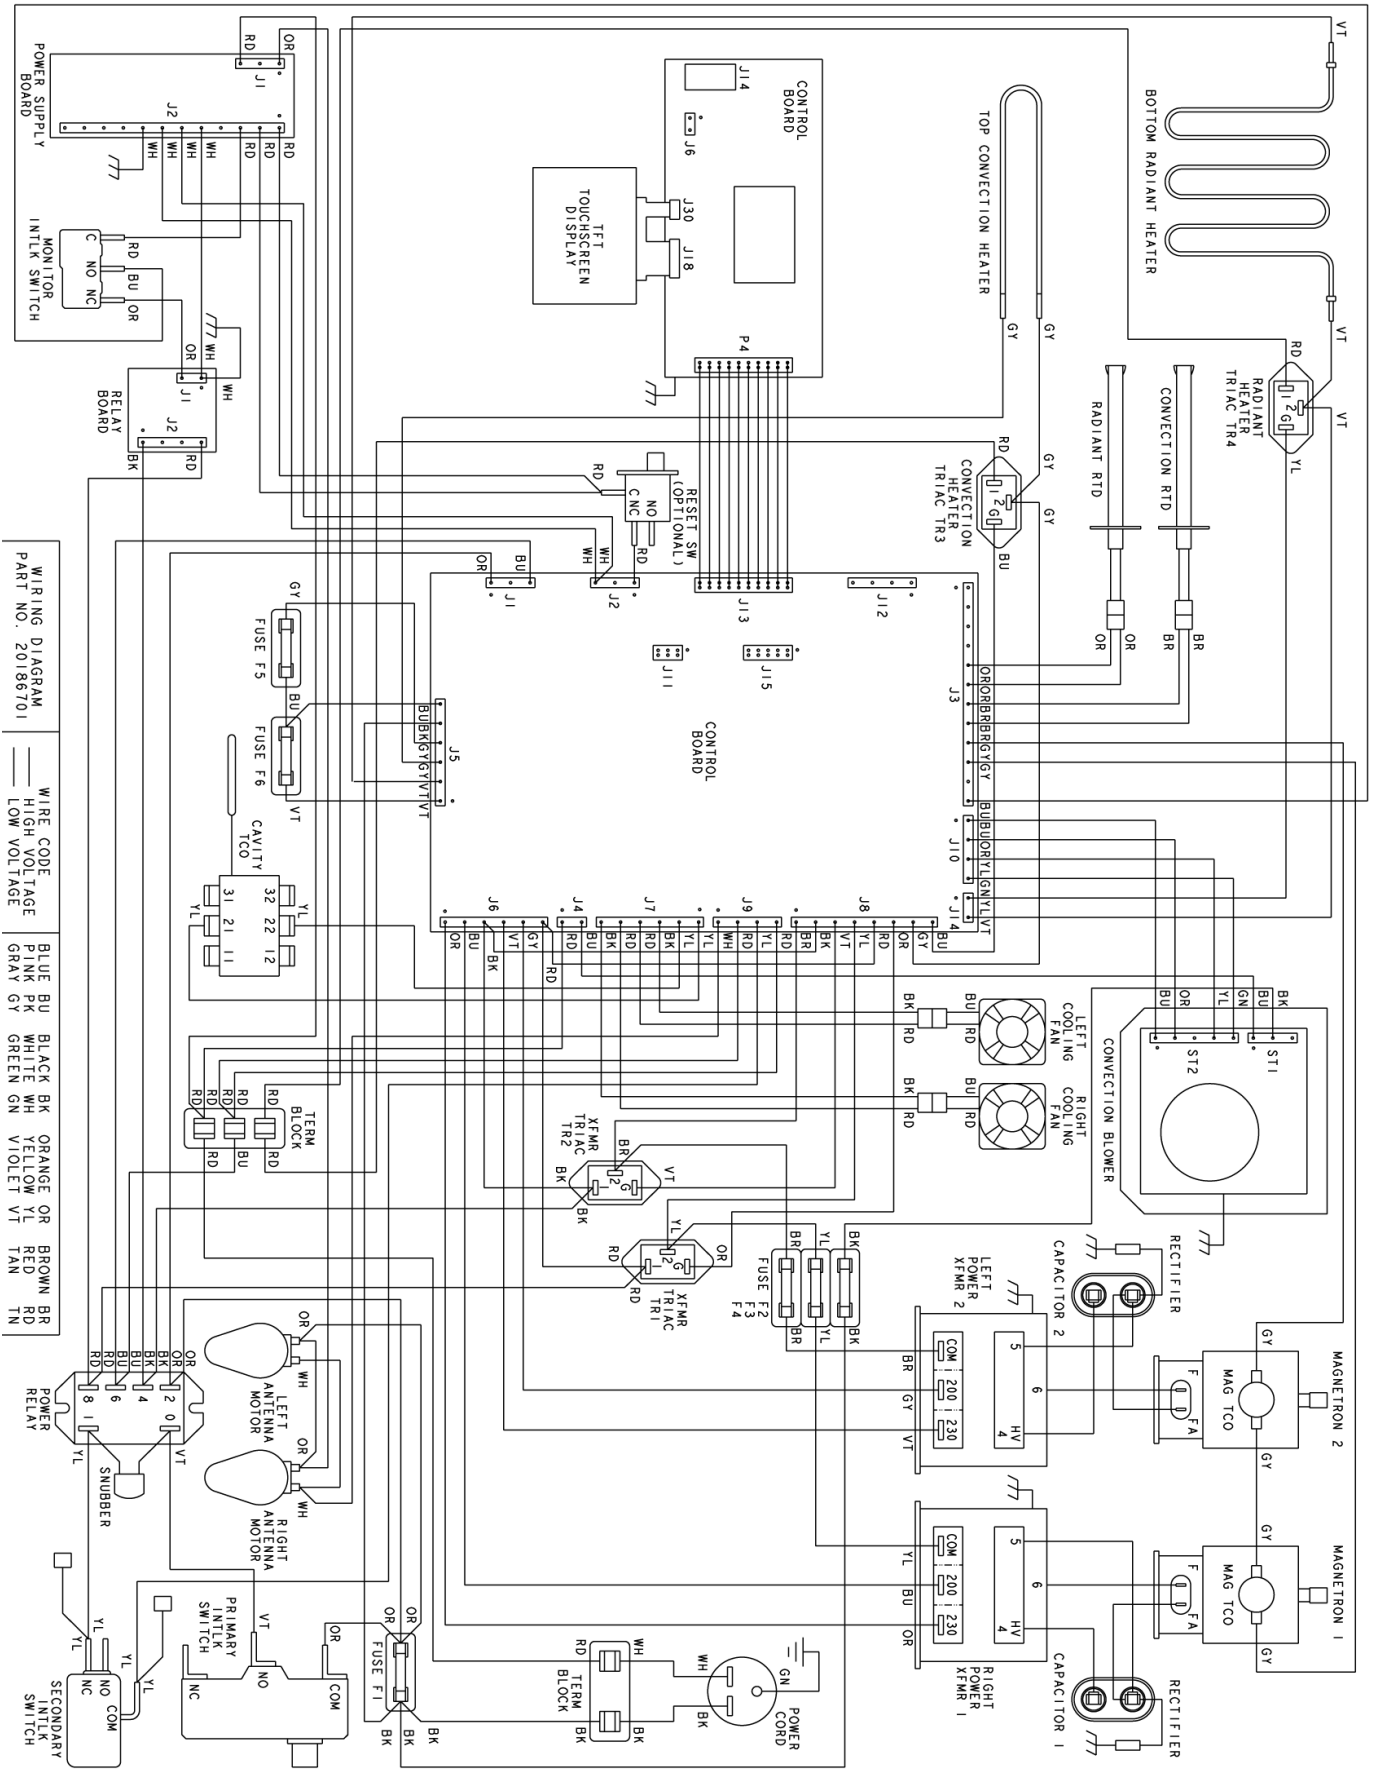 VT
BOTTOM RADIANT HEATER
VT
RD
RADIANT
HEATER
TRIAC TR4
1 2 G
VT
YL
TOP CONVECTION HEATER
GY
GY
CONVECTION RTD
RADIANT RTD
BR
BR
OR
OR
GY
GY
RD
CONVECTION
HEATER
TRIAC TR3
1 2 G
BU
CONTROL
BOARD
J14
J6
J30
J18
P4
TFT
TOUCHSCREEN
DISPLAY
OR
RD
J1
J2
POWER SUPPLY
BOARD
WH
WH
WH
WH
RD
RD
RD
MONITOR
INTLK SWITCH
C
NO
NC
RD
BU
OR
OR
WH
WH
J1
J2
RELAY
BOARD
BK
RD
RESET SW
(OPTIONAL)
RD
C
NC
NO
RD
WH
WH
OR
BU
J1
J2
J13
J12
J11
J15
J3
CONTROL
BOARD
OR
OR
BR
BR
GY
GY
BU
BU
OR
YL
GN
YL
VT
J10
J14
GY
FUSE F5
BU
FUSE F6
VT
BU
BK
GY
GY
VT
VT
J5
CAVITY
TCO
31
21
11
32
22
12
YL
YL
J6
J4
J7
J9
J8
OR
BU
BK
VT
GY
RD
RD
BU
BK
RD
RD
BK
YL
YL
WH
RD
YL
RD
BR
BK
VT
YL
RD
OR
GY
BU
BK
RD
BU
RD
LEFT
COOLING
FAN
BK
RD
BU
RD
RIGHT
COOLING
FAN
BU
OR
YL
GN
BU
BK
ST2
ST1
CONVECTION BLOWER
TERM
BLOCK
RD
RD
RD
RD
RD
BU
RD
XFMR
TRIAC
TR2
BR
VT
BK
BK
2
1
G
YL
OR
RD
RD
2
1
G
XFMR
TRIAC
TR1
BR
YL
BK
FUSE F2
F3
F4
BR
YL
BK
LEFT
POWER
XFMR 2
COM
200
230
5
6
HV
4
BR
GY
VT
CAPACITOR 2
RECTIFIER
MAGNETRON 2
MAG TCO
F
FA
GY
GY
RIGHT
POWER
XFMR 1
COM
200
230
5
6
HV
4
YL
BU
OR
CAPACITOR 1
RECTIFIER
MAGNETRON 1
MAG TCO
F
FA
GY
GY
OR
WH
LEFT
ANTENNA
MOTOR
OR
WH
RIGHT
ANTENNA
MOTOR
RD
RD
BU
BU
BK
BK
OR
OR
8
6
4
2
1
0
POWER
RELAY
YL
VT
SNUBBER
YL
YL
NO
NC
COM
YL
YL
SECONDARY
INTLK
SWITCH
PRIMARY
INTLK
SWITCH
VT
NO
NC
COM
OR
OR
OR
FUSE F1
BK
BK
BK
RD
WH
TERM
BLOCK
BK
BK
WH
BK
GN
POWER
CORD
WIRING DIAGRAM
PART NO. 20186701
WIRE CODE
HIGH VOLTAGE
LOW VOLTAGE
BLUE BU BLACK BK ORANGE OR BROWN BR
PINK PK WHITE WH YELLOW YL RED RD
GRAY GY GREEN GN VIOLET VT TAN TN